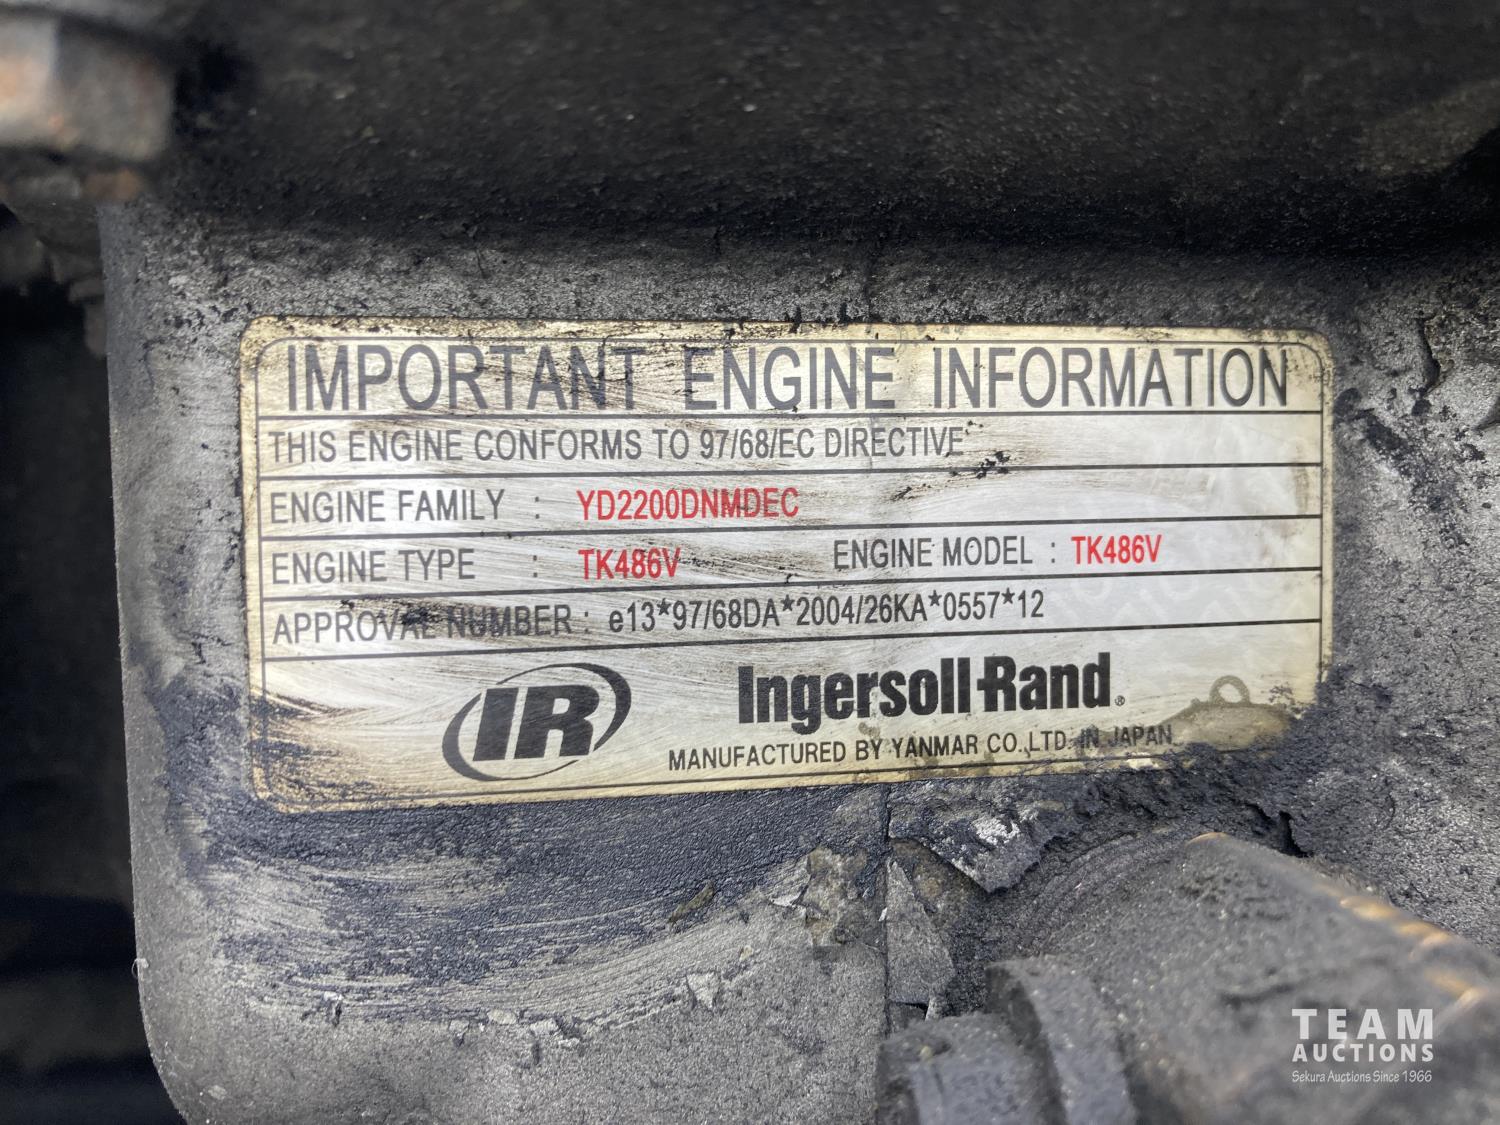 IMPORTANT ENGINE INFORMATION
THIS ENGINE CONFORMS TO 97/68/EC DIRECTIVE
ENGINE FAMILY : YD2200DNMDEC
ENGINE TYPE : TK486V ENGINE MODEL : TK486V
APPROVAL NUMBER : e13*97/68DA*2004/26KA*0557*12
IR Ingersoll Rand®
MANUFACTURED BY YANMAR CO.,LTD. IN JAPAN
TEAM
AUCTIONS
Sekura Auctions Since 1966